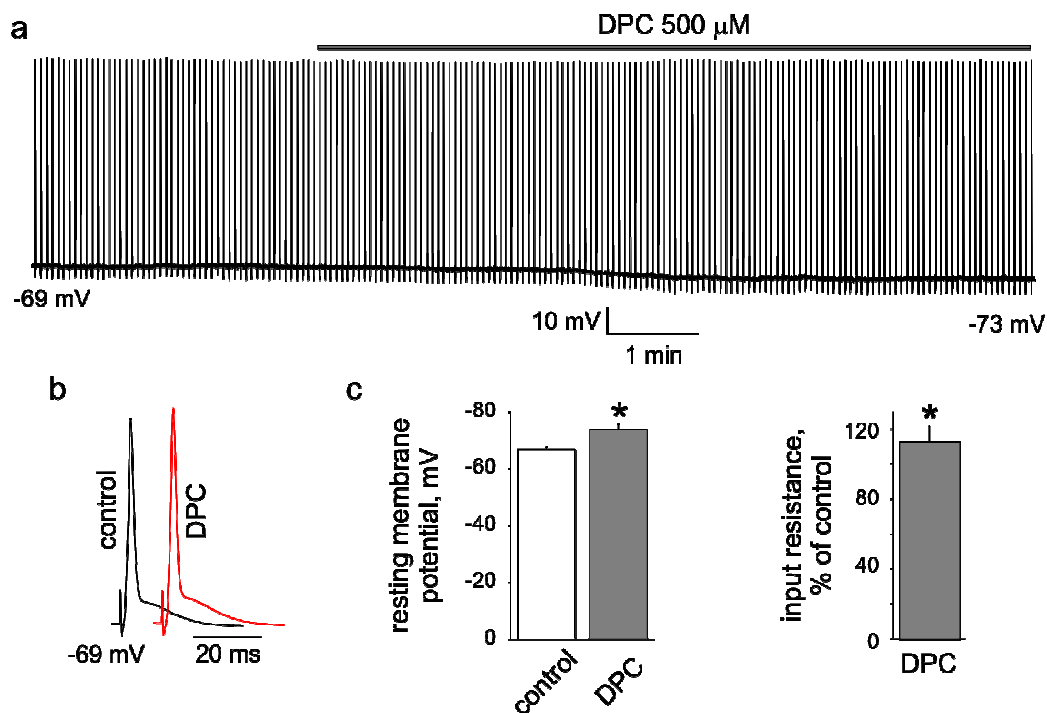 a
DPC 500 μM
-69 mV
10 mV
1 min
-73 mV
b
control
DPC
-69 mV
20 ms
c
resting membrane
potential, mV
-80
-60
-40
-20
0
*
control
DPC
input resistance,
% of control
120
80
40
0
*
DPC